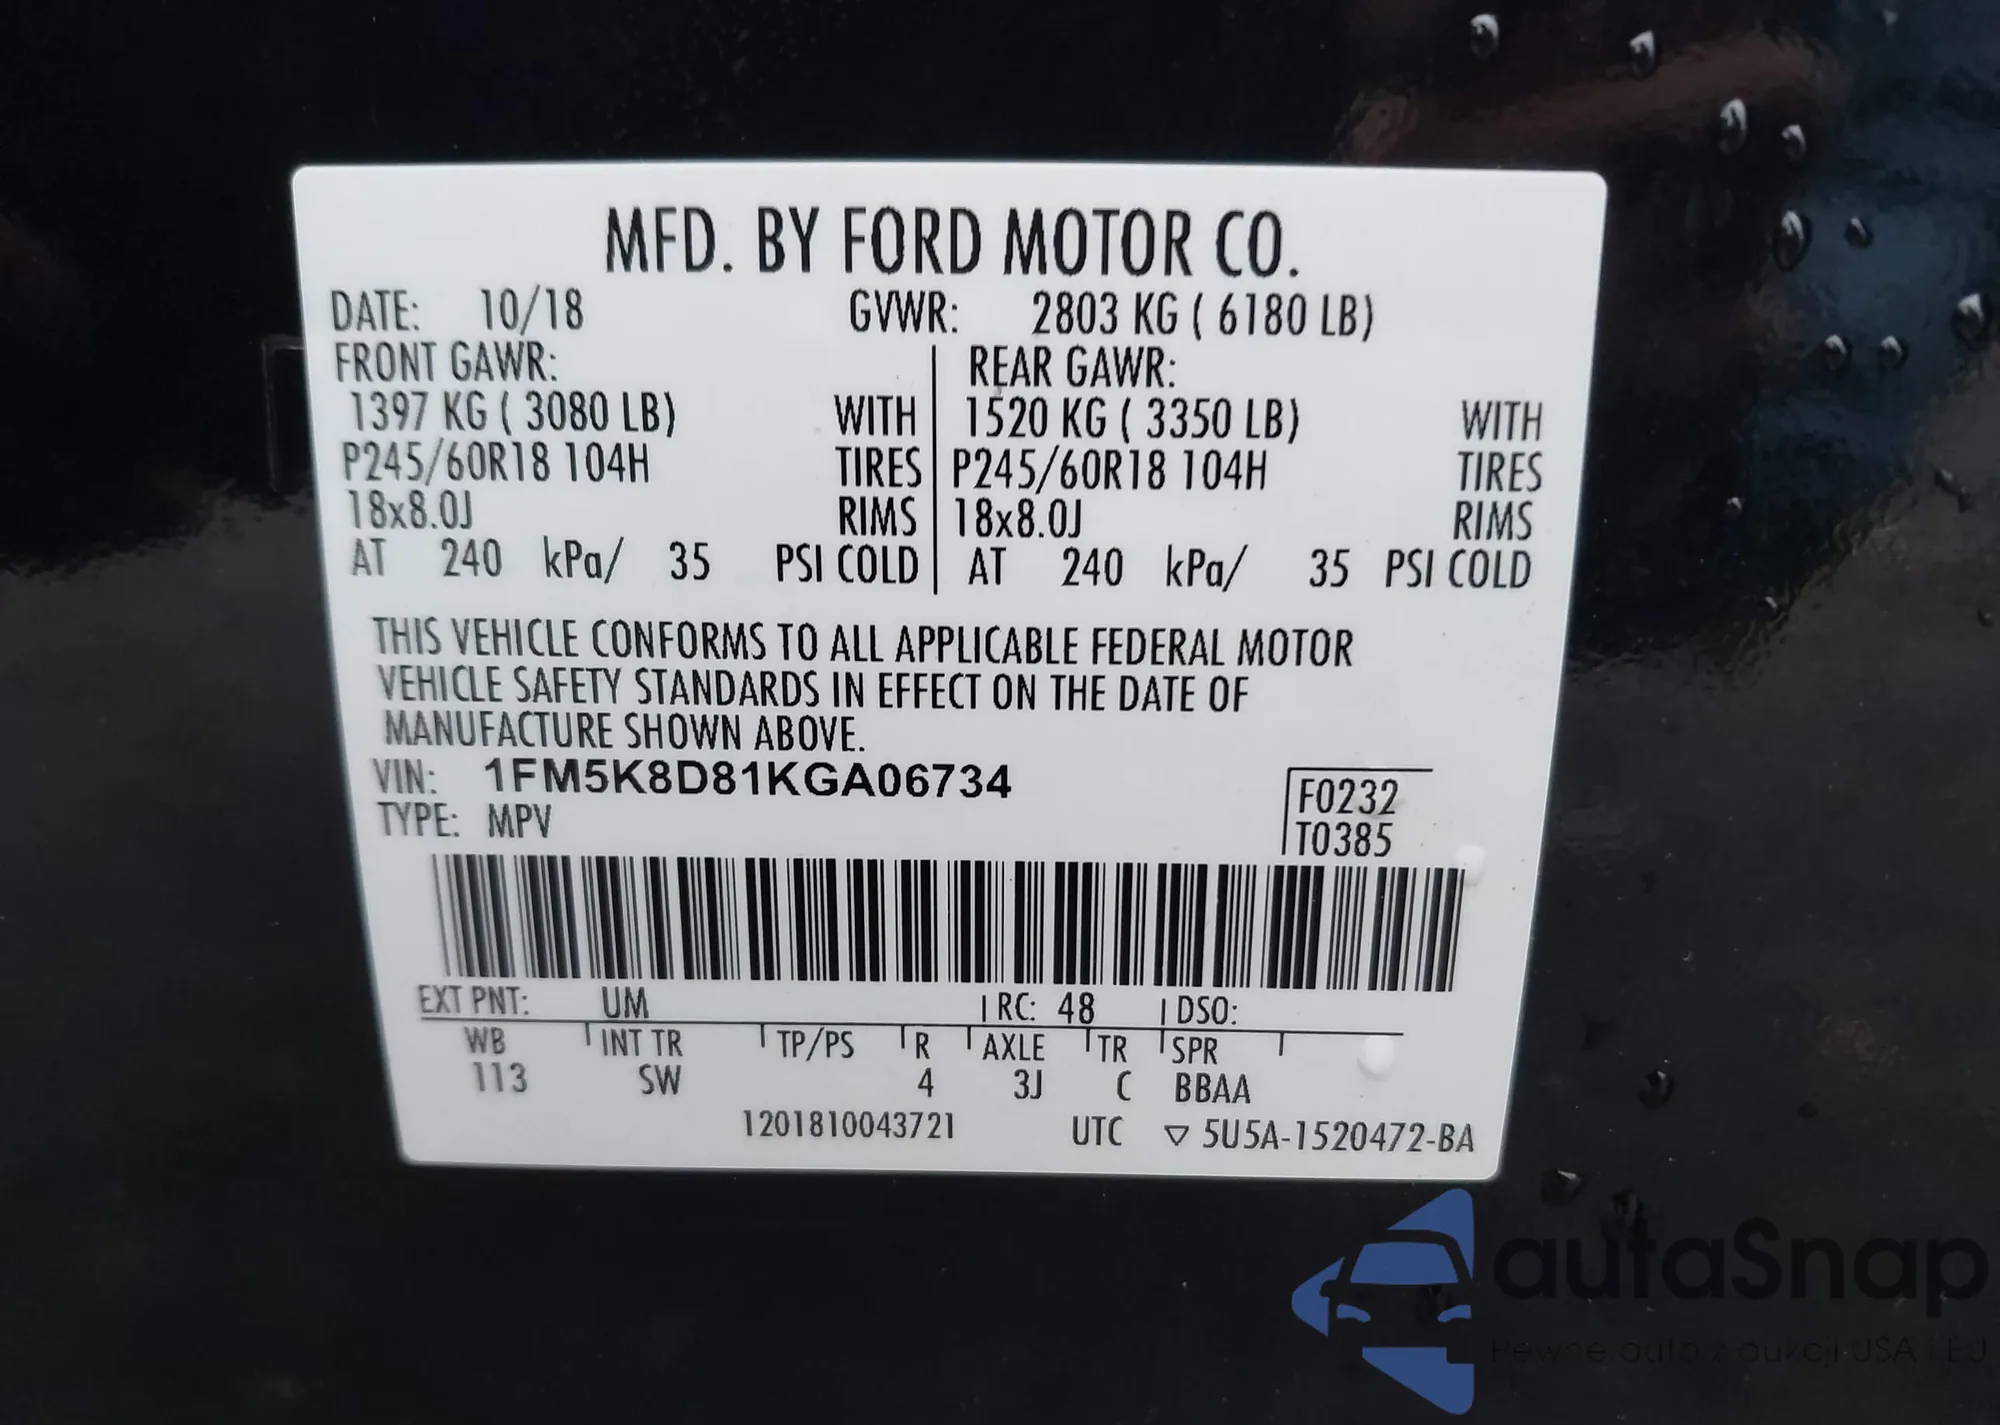 MFD. BY FORD MOTOR CO.
DATE: 10/18 GVWR: 2803 KG ( 6180 LB)
FRONT GAWR: REAR GAWR:
1397 KG ( 3080 LB) WITH 1520 KG ( 3350 LB) WITH
P245/60R18 104H TIRES P245/60R18 104H TIRES
18x8.0J RIMS 18x8.0J RIMS
AT 240 kPa/ 35 PSI COLD AT 240 kPa/ 35 PSI COLD
THIS VEHICLE CONFORMS TO ALL APPLICABLE FEDERAL MOTOR
VEHICLE SAFETY STANDARDS IN EFFECT ON THE DATE OF
MANUFACTURE SHOWN ABOVE.
VIN: 1FM5K8D81KGA06734
TYPE: MPV
F0232
T0385
EXT PNT: UM RC: 48 DSO:
WB INT TR TP/PS R AXLE TR SPR
113 SW 4 3J C BBAA
1201810043721 UTC ▽ 5U5A-1520472-BA
autaSnap
Pewne auta z aukcji USA i EU